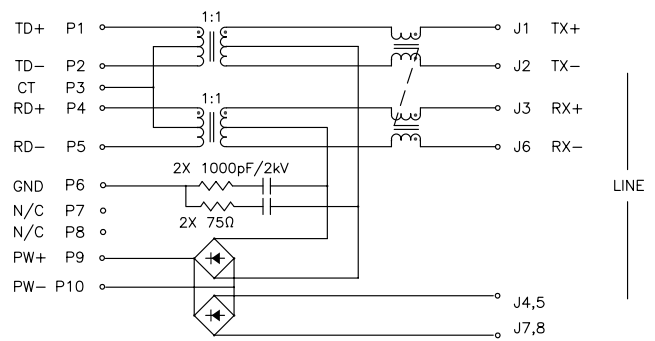 1:1
TD+ P1 J1 TX+
TD- P2 J2 TX-
CT P3
1:1
RD+ P4 J3 RX+
RD- P5 J6 RX-
2X 1000pF/2kV
GND P6
LINE
N/C P7
2X 75Ω
N/C P8
PW+ P9
PW- P10
J4,5
J7,8